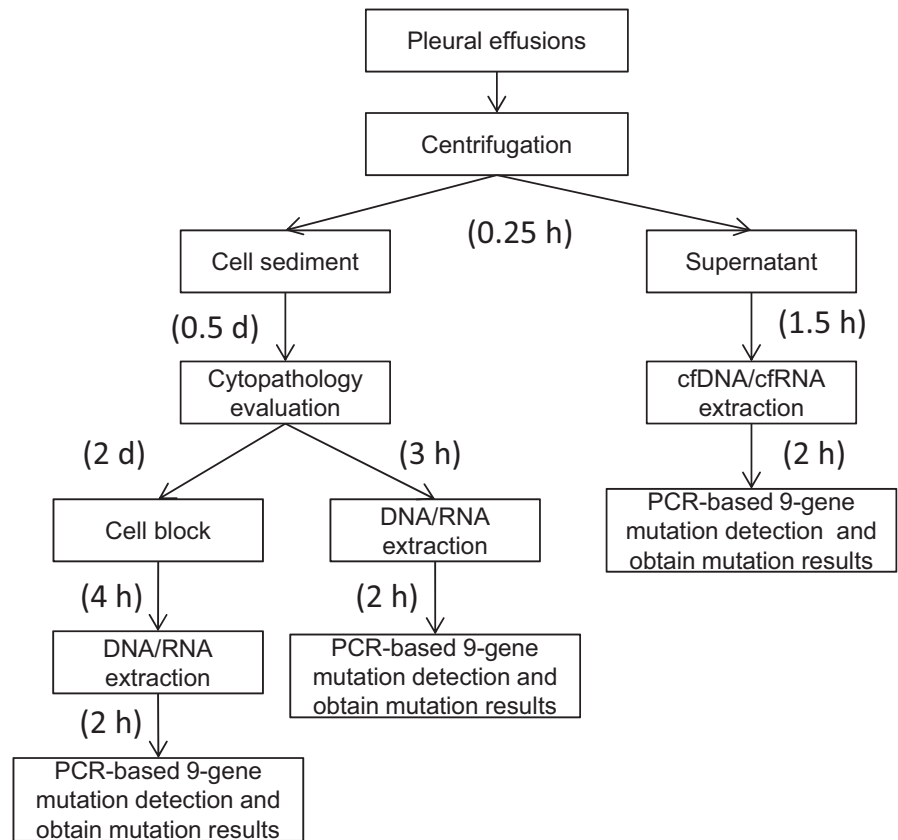 Pleural effusions
Centrifugation
(0.25 h)
Cell sediment
Supernatant
(0.5 d)
(1.5 h)
Cytopathology
evaluation
cfDNA/cfRNA
extraction
(2 d)
(3 h)
(2 h)
Cell block
DNA/RNA
extraction
PCR-based 9-gene
mutation detection and
obtain mutation results
(4 h)
(2 h)
DNA/RNA
extraction
PCR-based 9-gene
mutation detection and
obtain mutation results
(2 h)
PCR-based 9-gene
mutation detection and
obtain mutation results